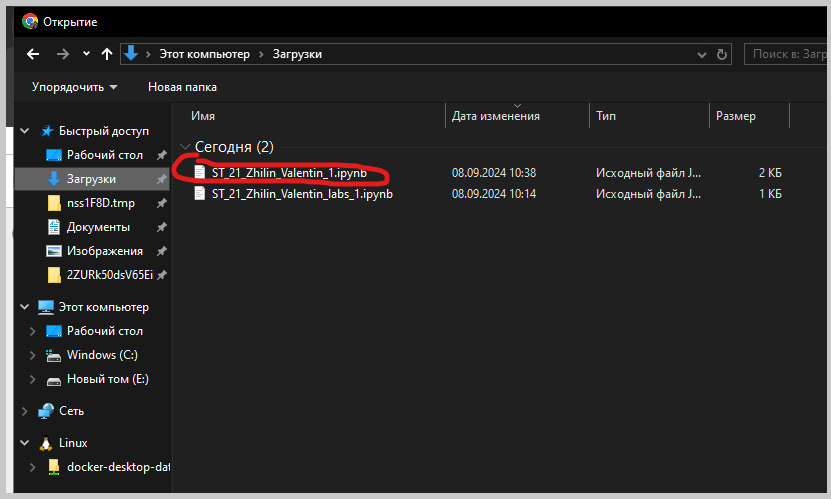 Открытие
Этот компьютер > Загрузки
Поиск в: Загр
Упорядочить
Новая папка
Имя
Дата изменения
Тип
Размер
Быстрый доступ
Рабочий стол
Загрузки
nss1F8D.tmp
Документы
Изображения
2ZURk50dsV65Ei
Этот компьютер
Рабочий стол
Windows (C:)
Новый том (E:)
Сеть
Linux
docker-desktop-dat
Сегодня (2)
ST_21_Zhilin_Valentin_1.ipynb 08.09.2024 10:38 Исходный файл J... 2 КБ
ST_21_Zhilin_Valentin_labs_1.ipynb 08.09.2024 10:14 Исходный файл J... 1 КБ